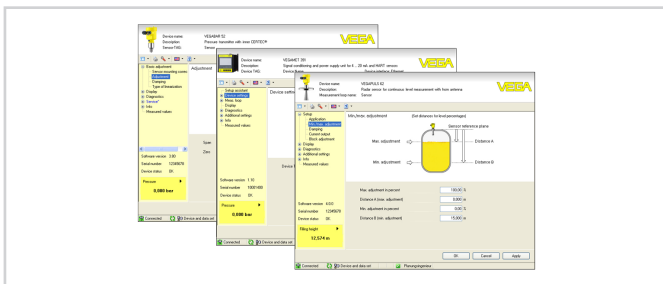 Device name VEGABAR 52
Description Pressure transmitter with inner CERTEC®
Sensor TAG Sensor
VEGA
Basic adjustment
Sensor mounting correc
Adjustment
Damping
Type of linearization
Display
Diagnostics
Service
Info
Measured values
Adjustment
Span
Zero
Software version 3.80
Serial number 12345678
Device status OK
Pressure
0,000 bar
Connected
Device and data set
Device name VEGAMET 391
Description Signal conditioning and power supply unit for 4 ... 20 mA and HART sensors
Device TAG Device Name
VEGA
Setup assistant
Device settings
Meas. loop
Display
Diagnostics
Additional settings
Info
Measured values
Device settin
Device
Software version 1.10
Device status OK
Pressure
0,000 bar
Connected
Device and data set
Device name VEGAPULS 62
Description Radar sensor for continuous level measurement with horn antenna
Measurement loop name Sensor
VEGA
Setup
Application
Min./max. adjustment
Damping
Current output
Block adjustment
Display
Diagnostics
Additional settings
Info
Measured values
Min./max. adjustment
(Set distances for level percentages)
Sensor reference plane
Max. adjustment
Distance A
Min. adjustment
Distance B
Max. adjustment in percent 100,00 %
Distance A (max. adjustment) 0,000 m
Min. adjustment in percent 0,00 %
Distance B (min. adjustment) 15,000 m
Serial number 12345678
Device status OK
Filling height
12,574 m
OK
Cancel
Apply
Connected
Device and data set